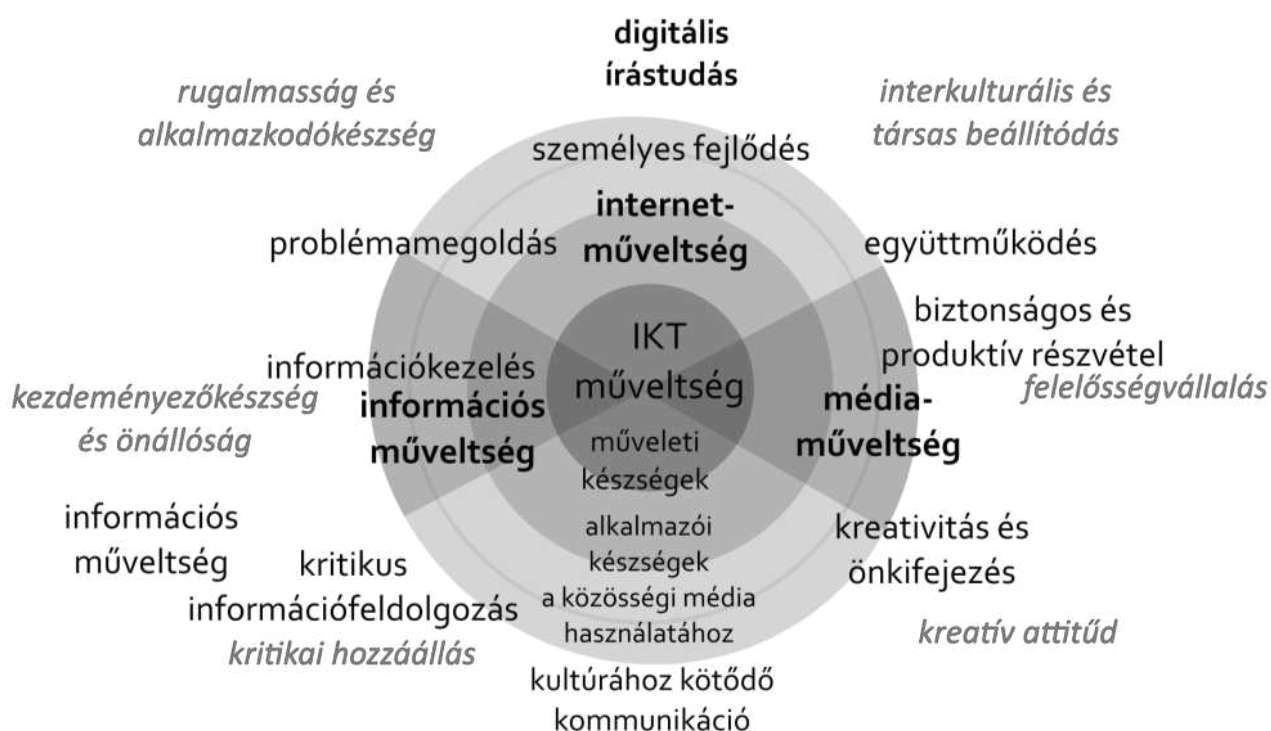 digitális
írástudás
rugalmasság és
alkalmazkodókészség
interkulturális és
társas beállítódás
személyes fejlődés
internet-
műveltség
problémamegoldás
együttműködés
biztonságos és
produktív részvétel
felelősségvállalás
IKT
műveltség
információkezelés
információs
műveltség
kezdeményezőkészség
és önállóság
média-
műveltség
műveleti
készségek
információs
műveltség
alkalmazói
készségek
a közösségi média
használatához
kreativitás és
önkifejezés
kritikus
információfeldolgozás
kritikai hozzáállás
kreatív attitűd
kultúrához kötődő
kommunikáció